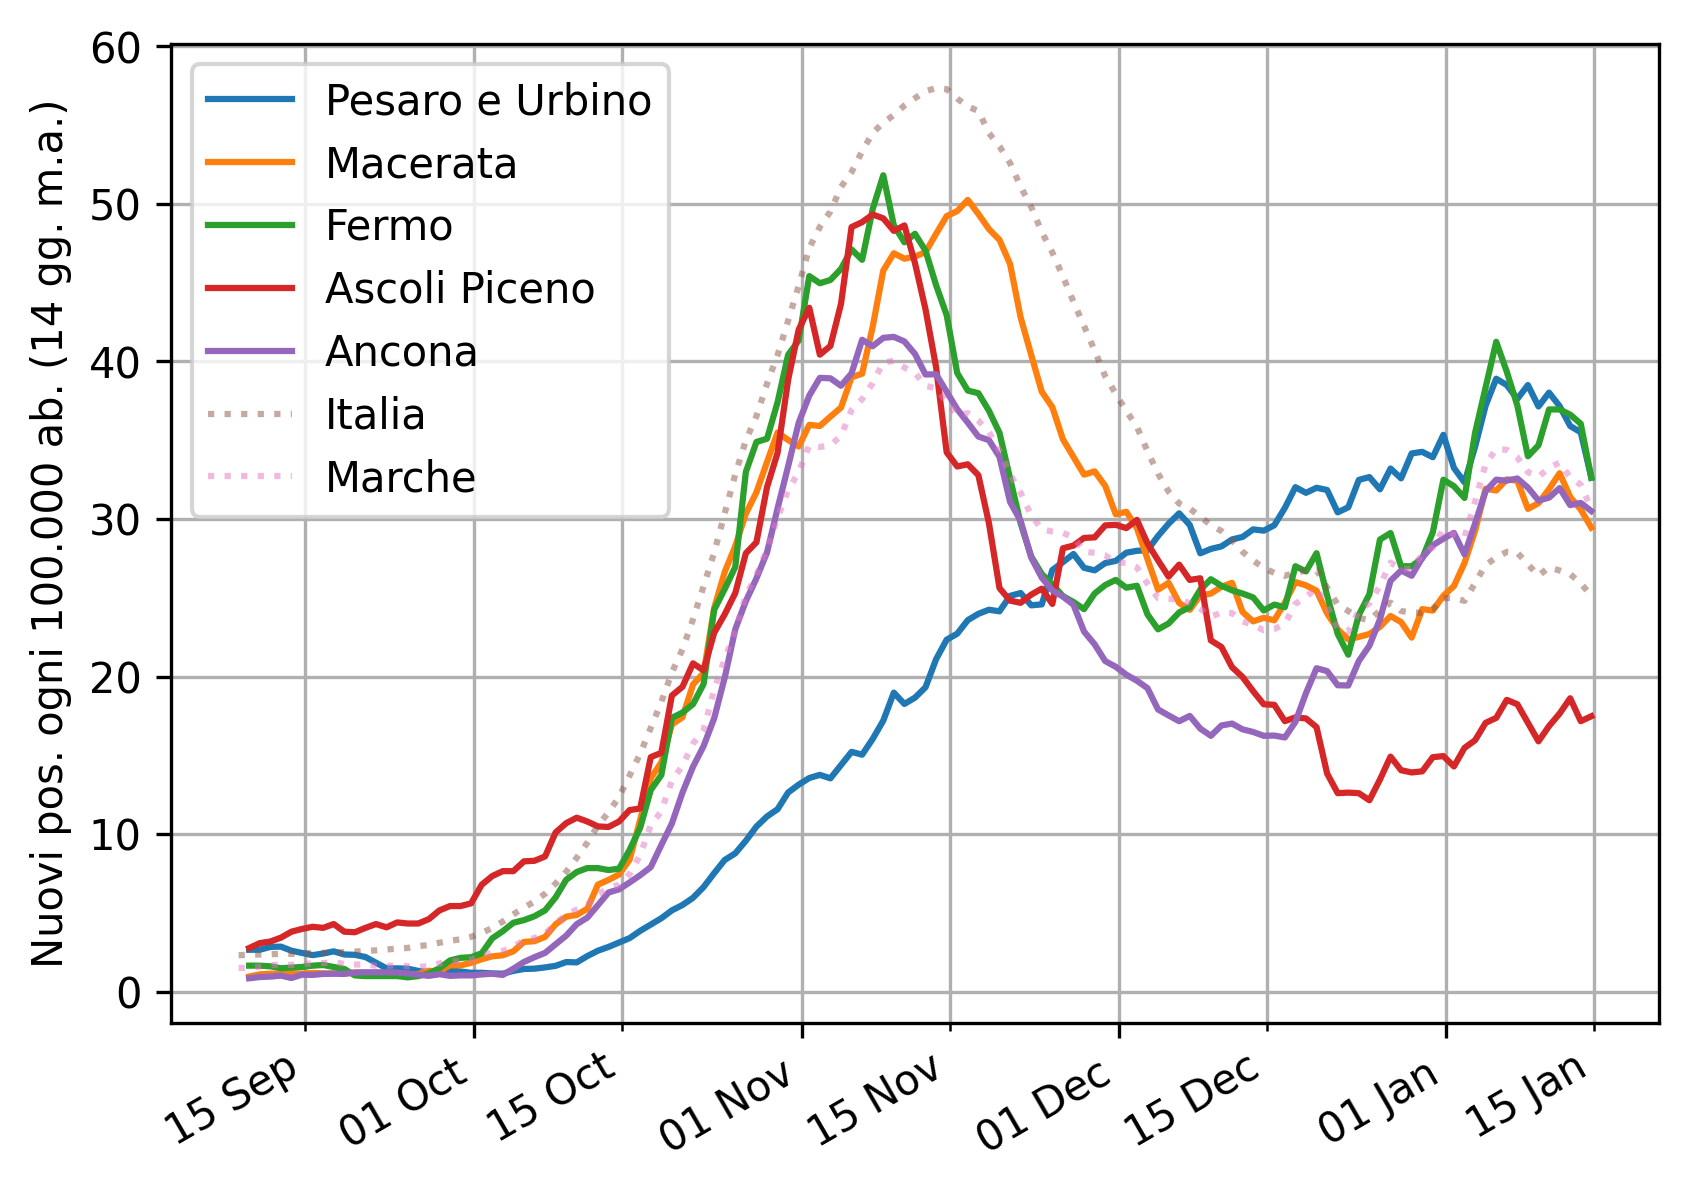 Nuovi pos. ogni 100.000 ab. (14 gg. m.a.)
60
50
40
30
20
10
0
Pesaro e Urbino
Macerata
Fermo
Ascoli Piceno
Ancona
Italia
Marche
15 Sep
01 Oct
15 Oct
01 Nov
15 Nov
01 Dec
15 Dec
01 Jan
15 Jan